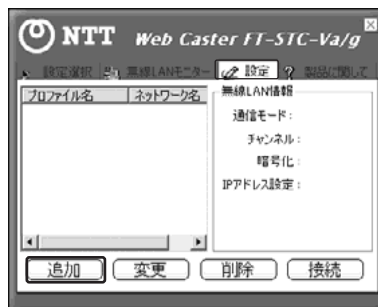 NTT Web Caster FT-STC-Va/g
設定選択 無線LANモニター 設定 ? 製品に関して
プロファイル名 ネットワーク名
無線LAN情報
通信モード：
チャンネル：
暗号化：
IPアドレス設定：
追加 変更 削除 接続